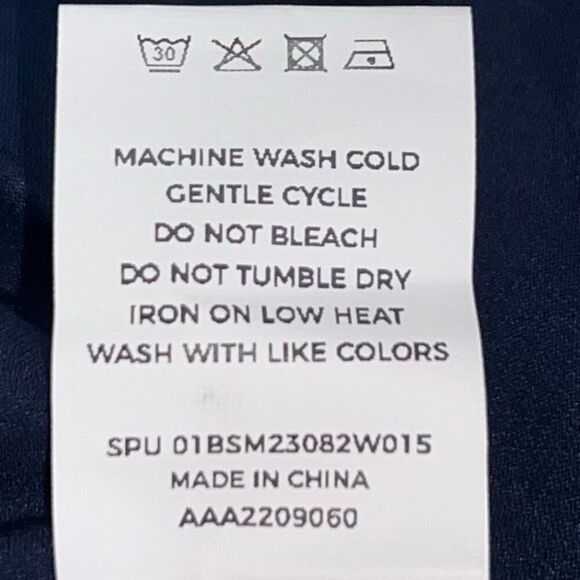 30
MACHINE WASH COLD
GENTLE CYCLE
DO NOT BLEACH
DO NOT TUMBLE DRY
IRON ON LOW HEAT
WASH WITH LIKE COLORS
SPU 01BSM23082W015
MADE IN CHINA
AAA2209060